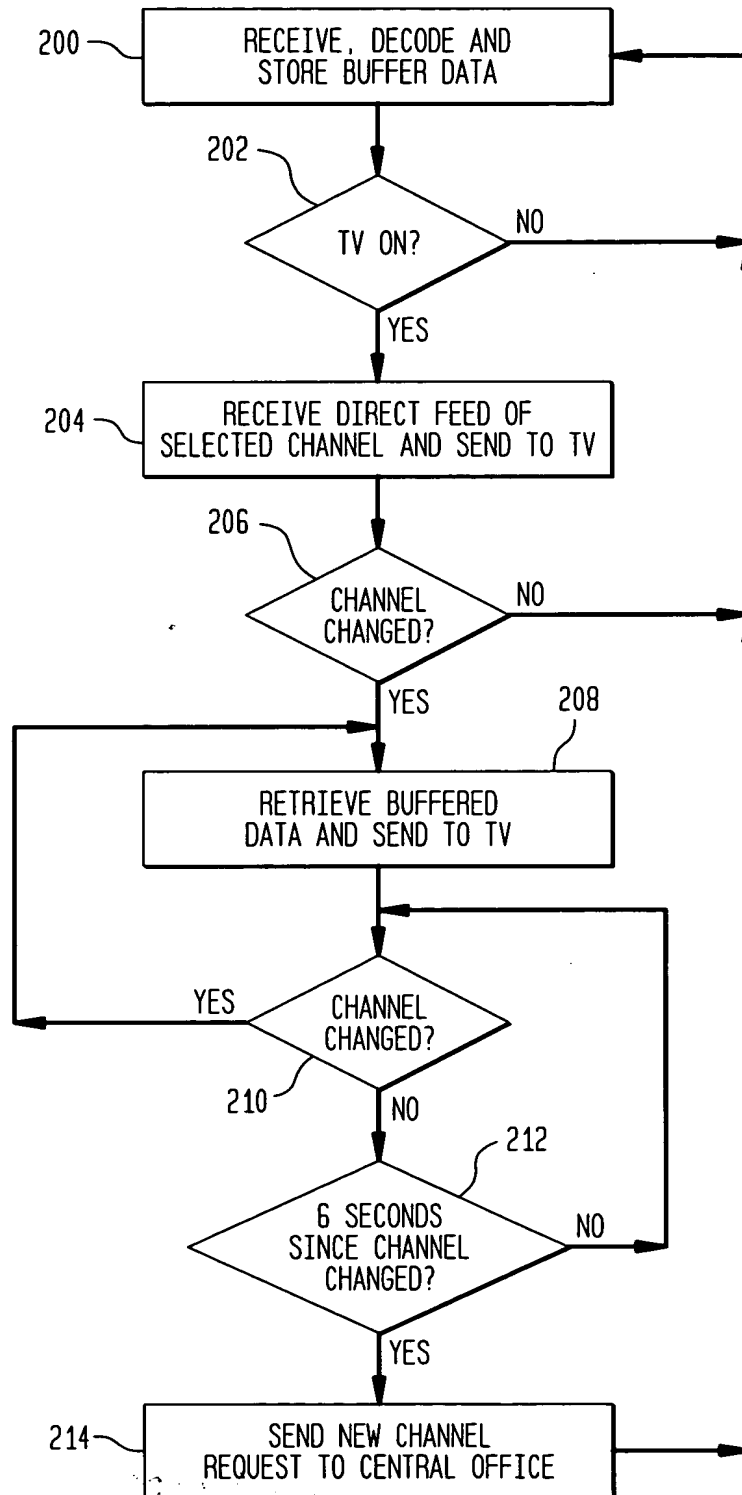 200
RECEIVE, DECODE AND
STORE BUFFER DATA
202
TV ON?
NO
YES
204
RECEIVE DIRECT FEED OF
SELECTED CHANNEL AND SEND TO TV
206
CHANNEL
CHANGED?
NO
YES
208
RETRIEVE BUFFERED
DATA AND SEND TO TV
YES
CHANNEL
CHANGED?
210
NO
212
6 SECONDS
SINCE CHANNEL
CHANGED?
NO
YES
214
SEND NEW CHANNEL
REQUEST TO CENTRAL OFFICE